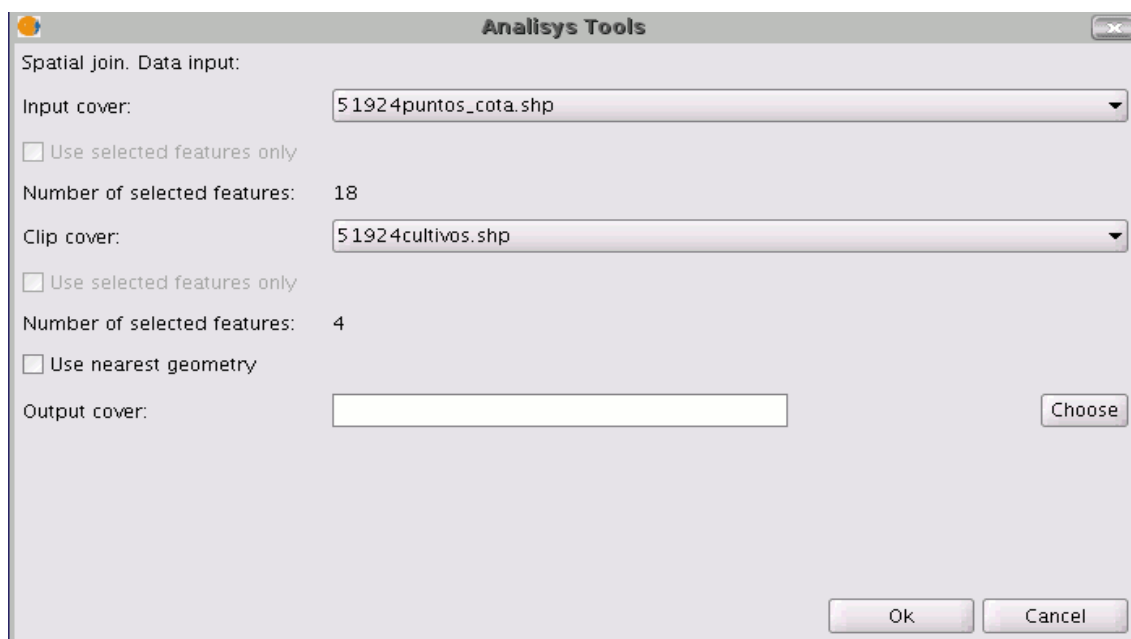 Analisys Tools
Spatial join. Data input:
Input cover: 51924puntos_cota.shp
Use selected features only
Number of selected features: 18
Clip cover: 51924cultivos.shp
Use selected features only
Number of selected features: 4
Use nearest geometry
Output cover: Choose
Ok Cancel